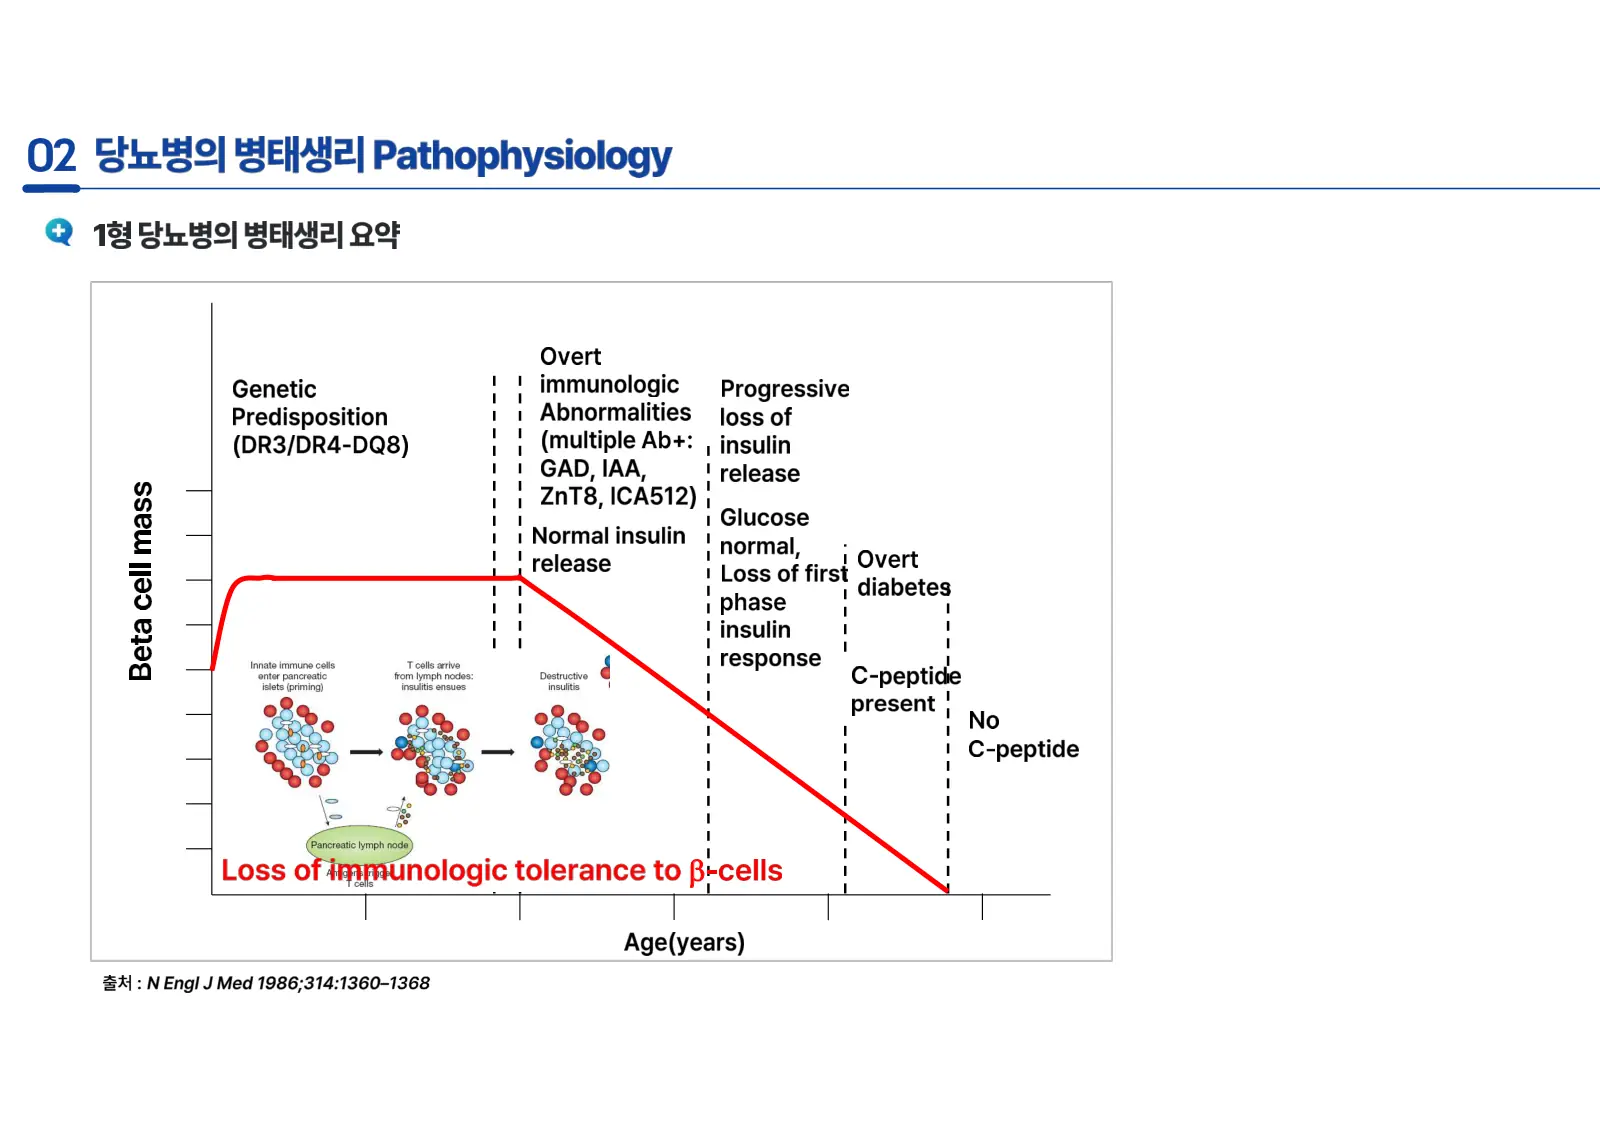 02 당뇨병의 병태생리 Pathophysiology
1형 당뇨병의 병태생리 요약
Beta cell mass
Genetic
Predisposition
(DR3/DR4-DQ8)
Overt
immunologic
Abnormalities
(multiple Ab+:
GAD, IAA,
ZnT8, ICA512)
Normal insulin
release
Progressive
loss of
insulin
release
Glucose
normal,
Loss of first
phase
insulin
response
Overt
diabetes
C-peptide
present
No
C-peptide
Innate immune cells
enter pancreatic
islets (priming)
T cells arrive
from lymph nodes:
insulitis ensues
Destructive
insulitis
Pancreatic lymph node
Loss of immunologic tolerance to β-cells
T cells
Age(years)
출처 : N Engl J Med 1986;314:1360–1368